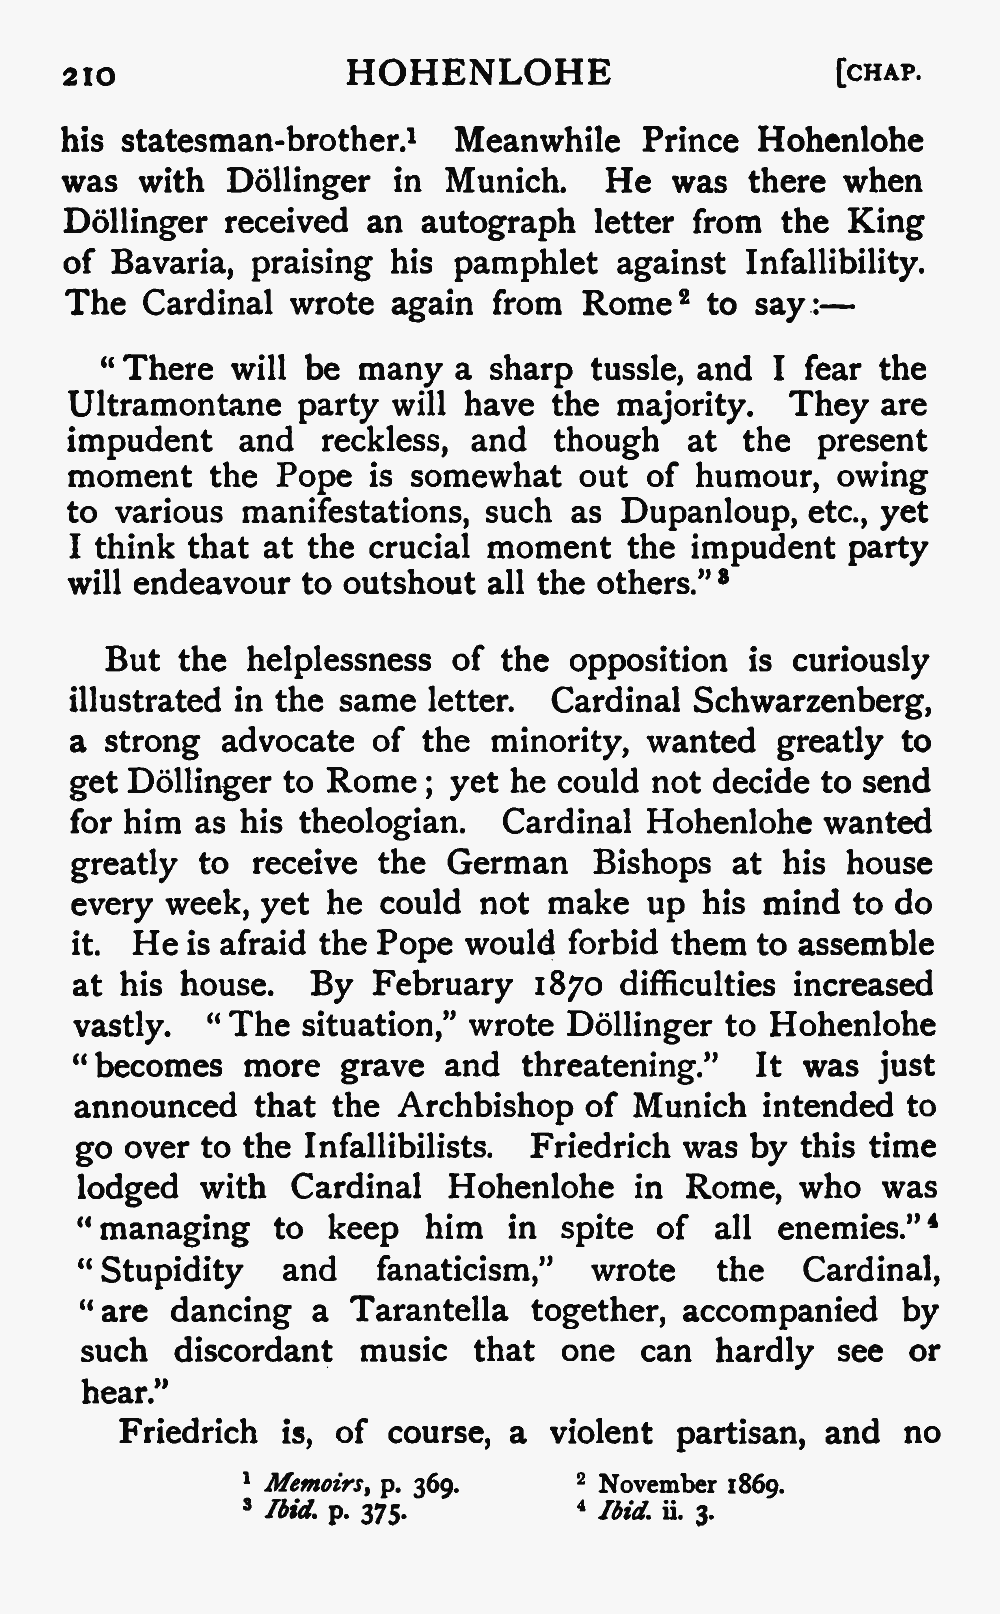 210 HOHENLOHE [CHAP.
his statesman-brother.¹ Meanwhile Prince Hohenlohe
was with Döllinger in Munich. He was there when
Döllinger received an autograph letter from the King
of Bavaria, praising his pamphlet against Infallibility.
The Cardinal wrote again from Rome² to say:—
“There will be many a sharp tussle, and I fear the
Ultramontane party will have the majority. They are
impudent and reckless, and though at the present
moment the Pope is somewhat out of humour, owing
to various manifestations, such as Dupanloup, etc., yet
I think that at the crucial moment the impudent party
will endeavour to outshout all the others.”³
But the helplessness of the opposition is curiously
illustrated in the same letter. Cardinal Schwarzenberg,
a strong advocate of the minority, wanted greatly to
get Döllinger to Rome; yet he could not decide to send
for him as his theologian. Cardinal Hohenlohe wanted
greatly to receive the German Bishops at his house
every week, yet he could not make up his mind to do
it. He is afraid the Pope would forbid them to assemble
at his house. By February 1870 difficulties increased
vastly. “The situation,” wrote Döllinger to Hohenlohe
“becomes more grave and threatening.” It was just
announced that the Archbishop of Munich intended to
go over to the Infallibilists. Friedrich was by this time
lodged with Cardinal Hohenlohe in Rome, who was
“managing to keep him in spite of all enemies.”⁴
“Stupidity and fanaticism,” wrote the Cardinal,
“are dancing a Tarantella together, accompanied by
such discordant music that one can hardly see or
hear.”
Friedrich is, of course, a violent partisan, and no
¹ Memoirs, p. 369. ² November 1869.
³ Ibid. p. 375. ⁴ Ibid. ii. 3.